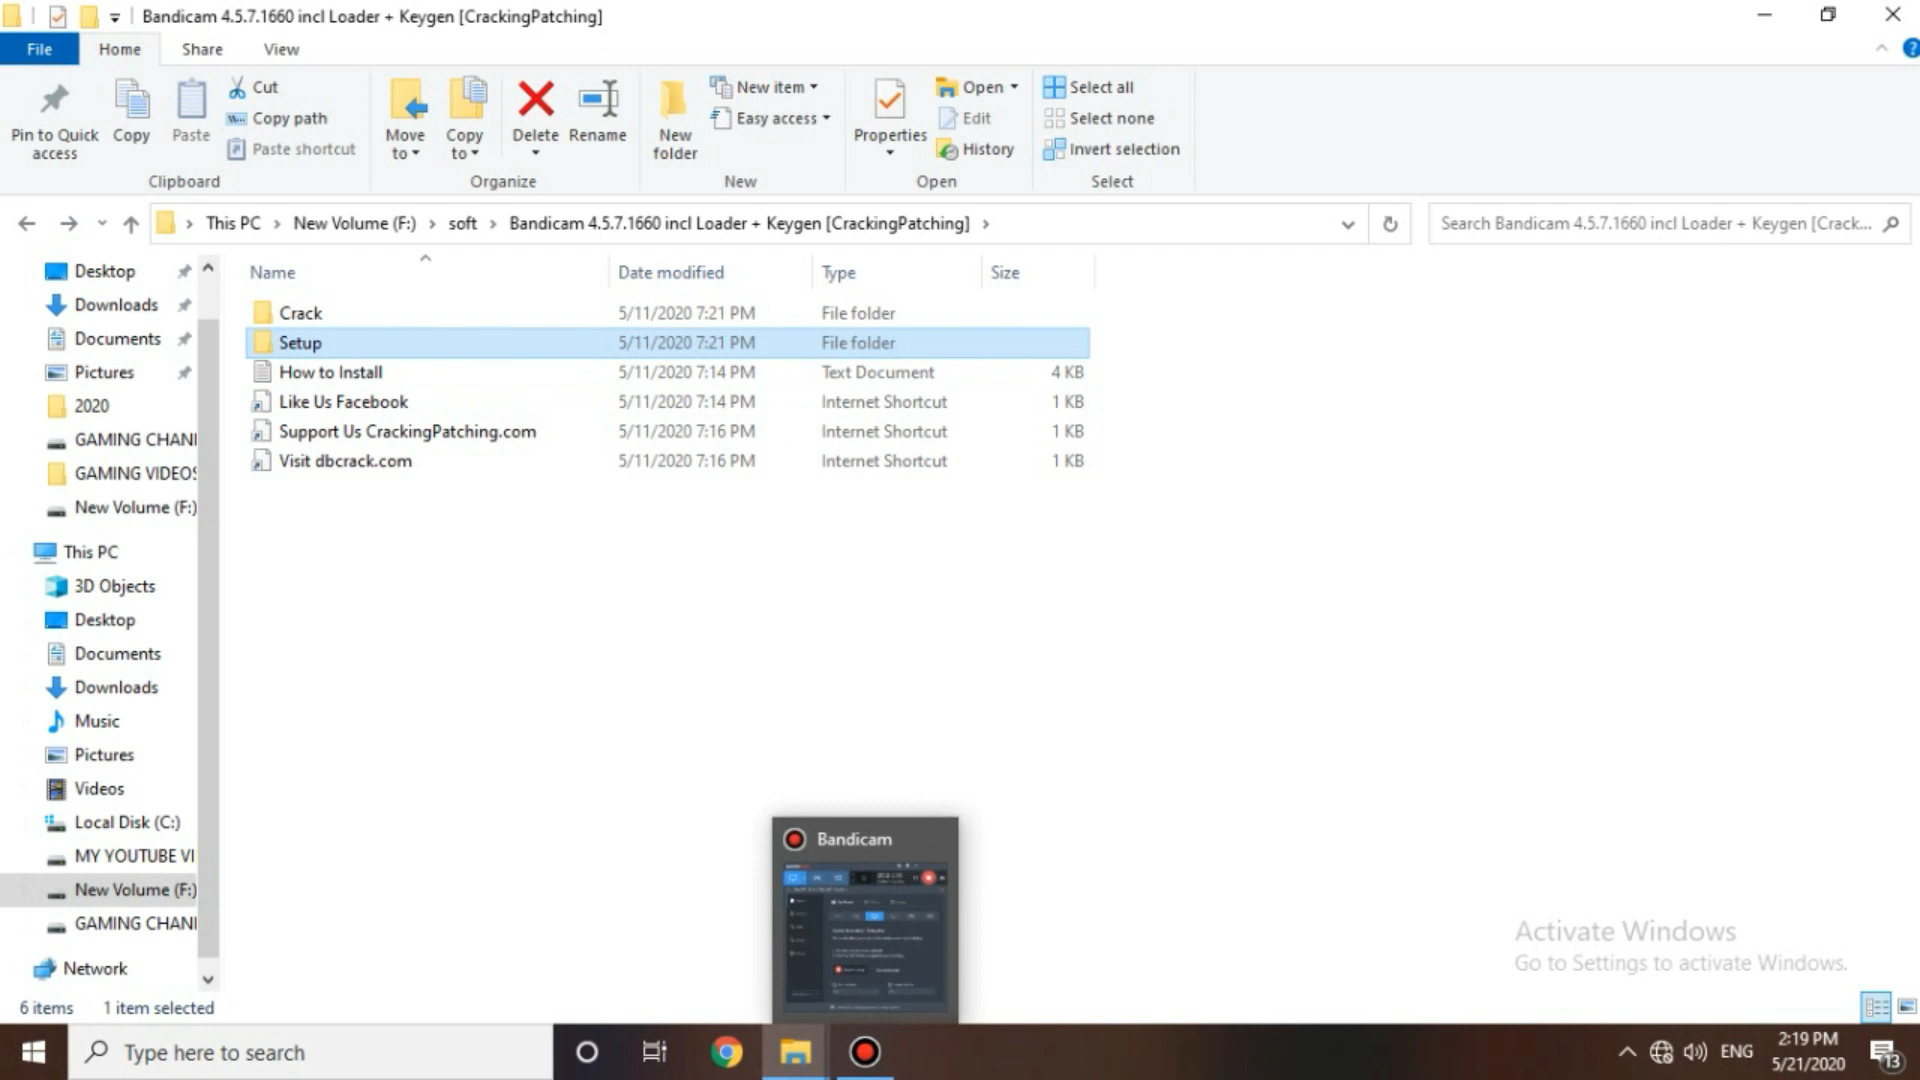 Bandicam 4.5.7.1660 incl Loader + Keygen [CrackingPatching]
File Home Share View
Pin to Quick access
Copy
Paste
Cut
Copy path
Paste shortcut
Clipboard
Move to
Copy to
Delete
Rename
Organize
New folder
New item
Easy access
New
Properties
Open
Edit
History
Open
Select all
Select none
Invert selection
Select
This PC > New Volume (F:) > soft > Bandicam 4.5.7.1660 incl Loader + Keygen [CrackingPatching] >
Search Bandicam 4.5.7.1660 incl Loader + Keygen [Crack...
Desktop
Downloads
Documents
Pictures
2020
GAMING CHANI
GAMING VIDEOS
New Volume (F:)
This PC
3D Objects
Desktop
Documents
Downloads
Music
Pictures
Videos
Local Disk (C:)
MY YOUTUBE VI
New Volume (F:)
GAMING CHANI
Network
Name Date modified Type Size
Crack 5/11/2020 7:21 PM File folder
Setup 5/11/2020 7:21 PM File folder
How to Install 5/11/2020 7:14 PM Text Document 4 KB
Like Us Facebook 5/11/2020 7:14 PM Internet Shortcut 1 KB
Support Us CrackingPatching.com 5/11/2020 7:16 PM Internet Shortcut 1 KB
Visit dbcrack.com 5/11/2020 7:16 PM Internet Shortcut 1 KB
Bandicam
Activate Windows
Go to Settings to activate Windows.
6 items 1 item selected
Type here to search
ENG
2:19 PM
5/21/2020
13